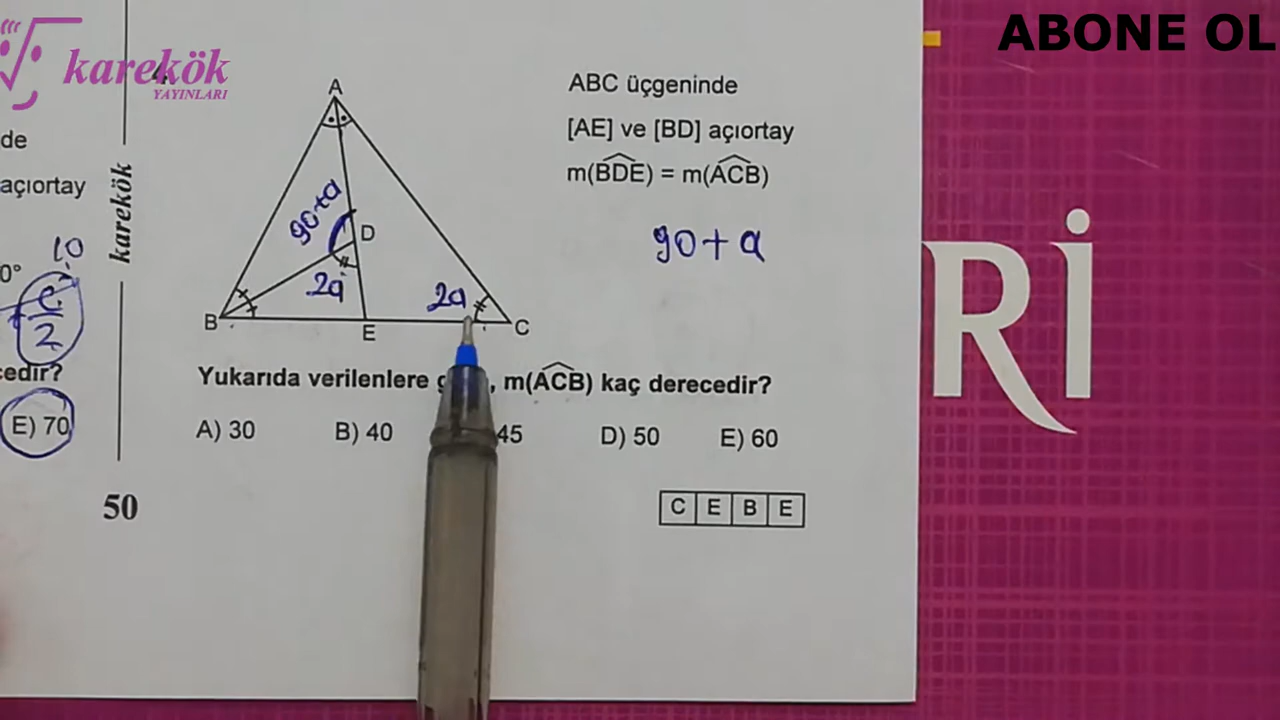 ABONE OL
karekök
YAYINLARI
de
açıortay
0°
10
2
cedir?
E) 70
karekök
50
A
90+a
D
2a
2a
B
E
C
ABC üçgeninde
[AE] ve [BD] açıortay
m(BDE) = m(ACB)
90+a
Yukarıda verilenlere , m(ACB) kaç derecedir?
A) 30 B) 40 45 D) 50 E) 60
C E B E
Rİ